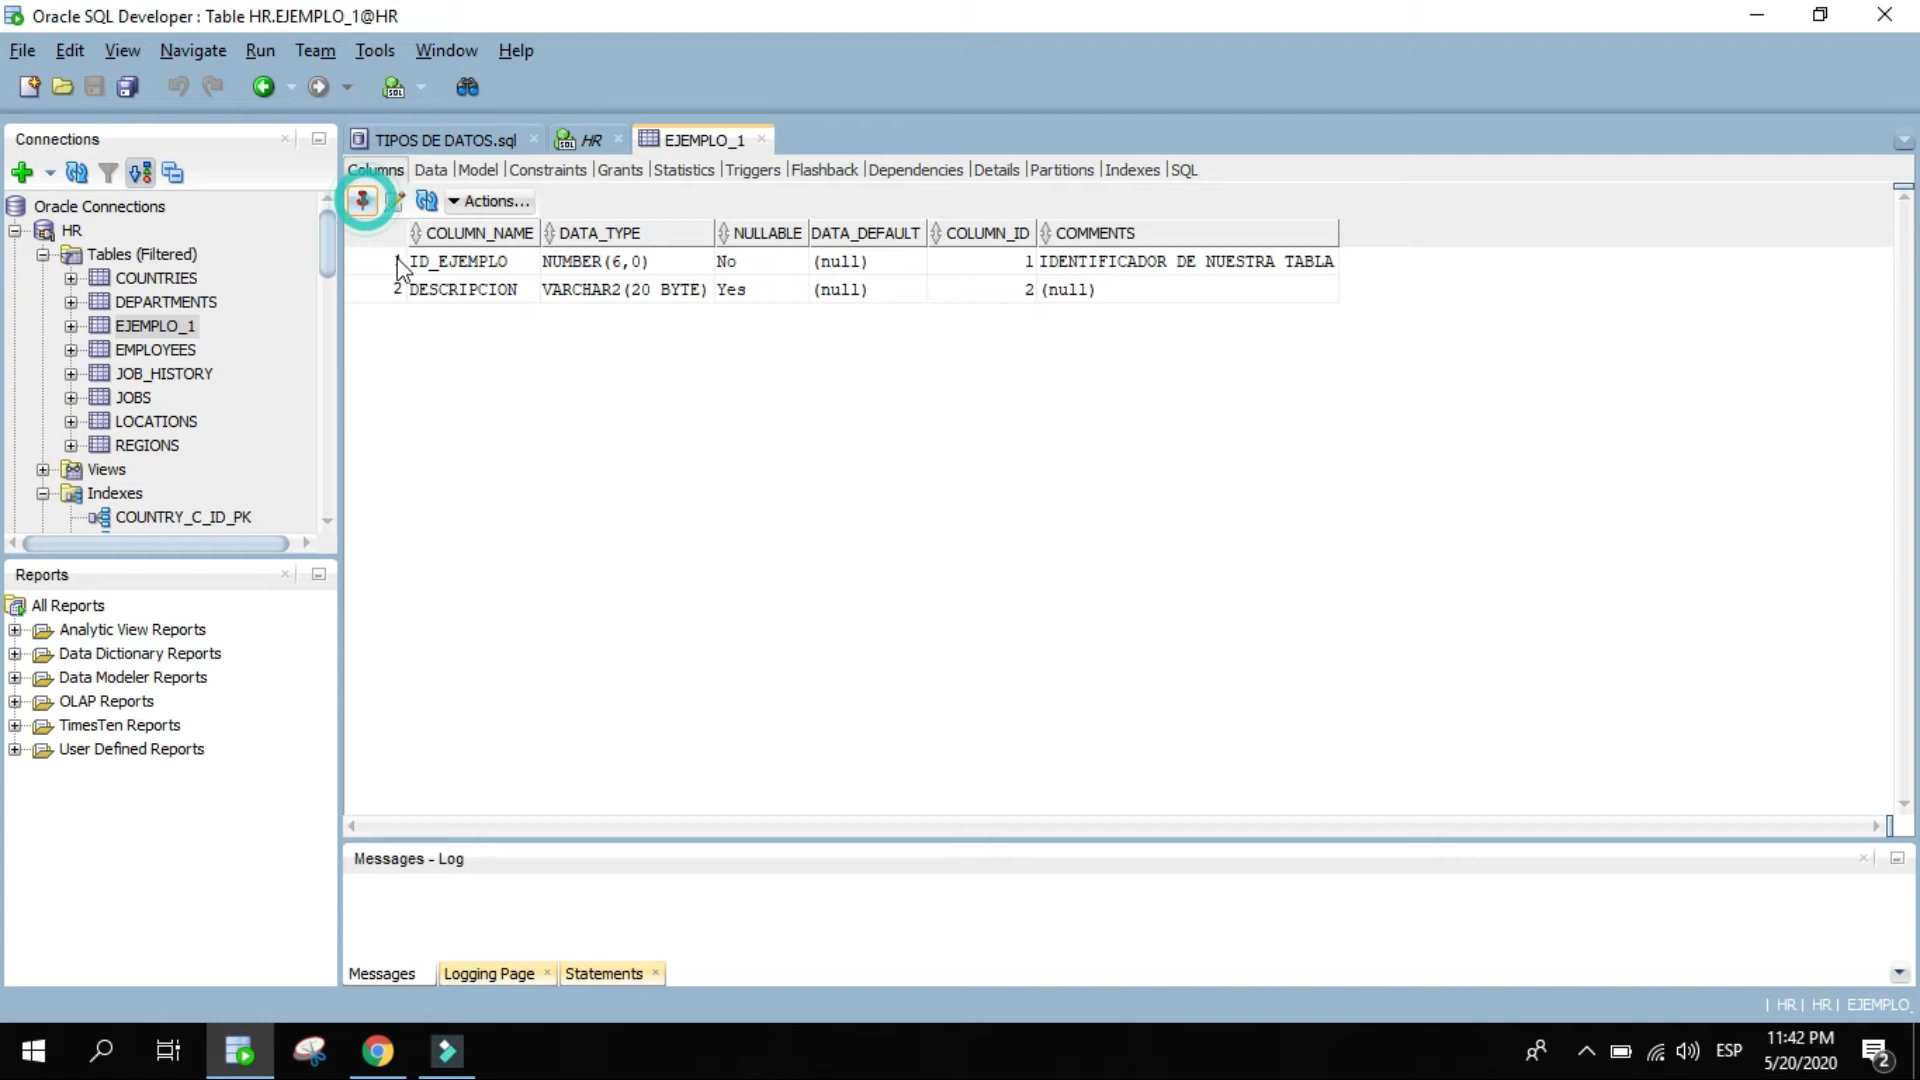 Oracle SQL Developer : Table HR.EJEMPLO_1@HR
File Edit View Navigate Run Team Tools Window Help
Connections
TIPOS DE DATOS.sql HR EJEMPLO_1
Columns Data |Model |Constraints |Grants |Statistics |Triggers |Flashback |Dependencies |Details |Partitions |Indexes |SQL
Actions...
Oracle Connections
HR
Tables (Filtered)
COUNTRIES
DEPARTMENTS
EJEMPLO_1
EMPLOYEES
JOB_HISTORY
JOBS
LOCATIONS
REGIONS
Views
Indexes
COUNTRY_C_ID_PK
COLUMN_NAME DATA_TYPE NULLABLE DATA_DEFAULT COLUMN_ID COMMENTS
1 ID_EJEMPLO NUMBER(6,0) No (null) 1 IDENTIFICADOR DE NUESTRA TABLA
2 DESCRIPCION VARCHAR2(20 BYTE) Yes (null) 2 (null)
Reports
All Reports
Analytic View Reports
Data Dictionary Reports
Data Modeler Reports
OLAP Reports
TimesTen Reports
User Defined Reports
Messages - Log
Messages Logging Page Statements
| HR | HR | EJEMPLO_
ESP
11:42 PM
5/20/2020
2